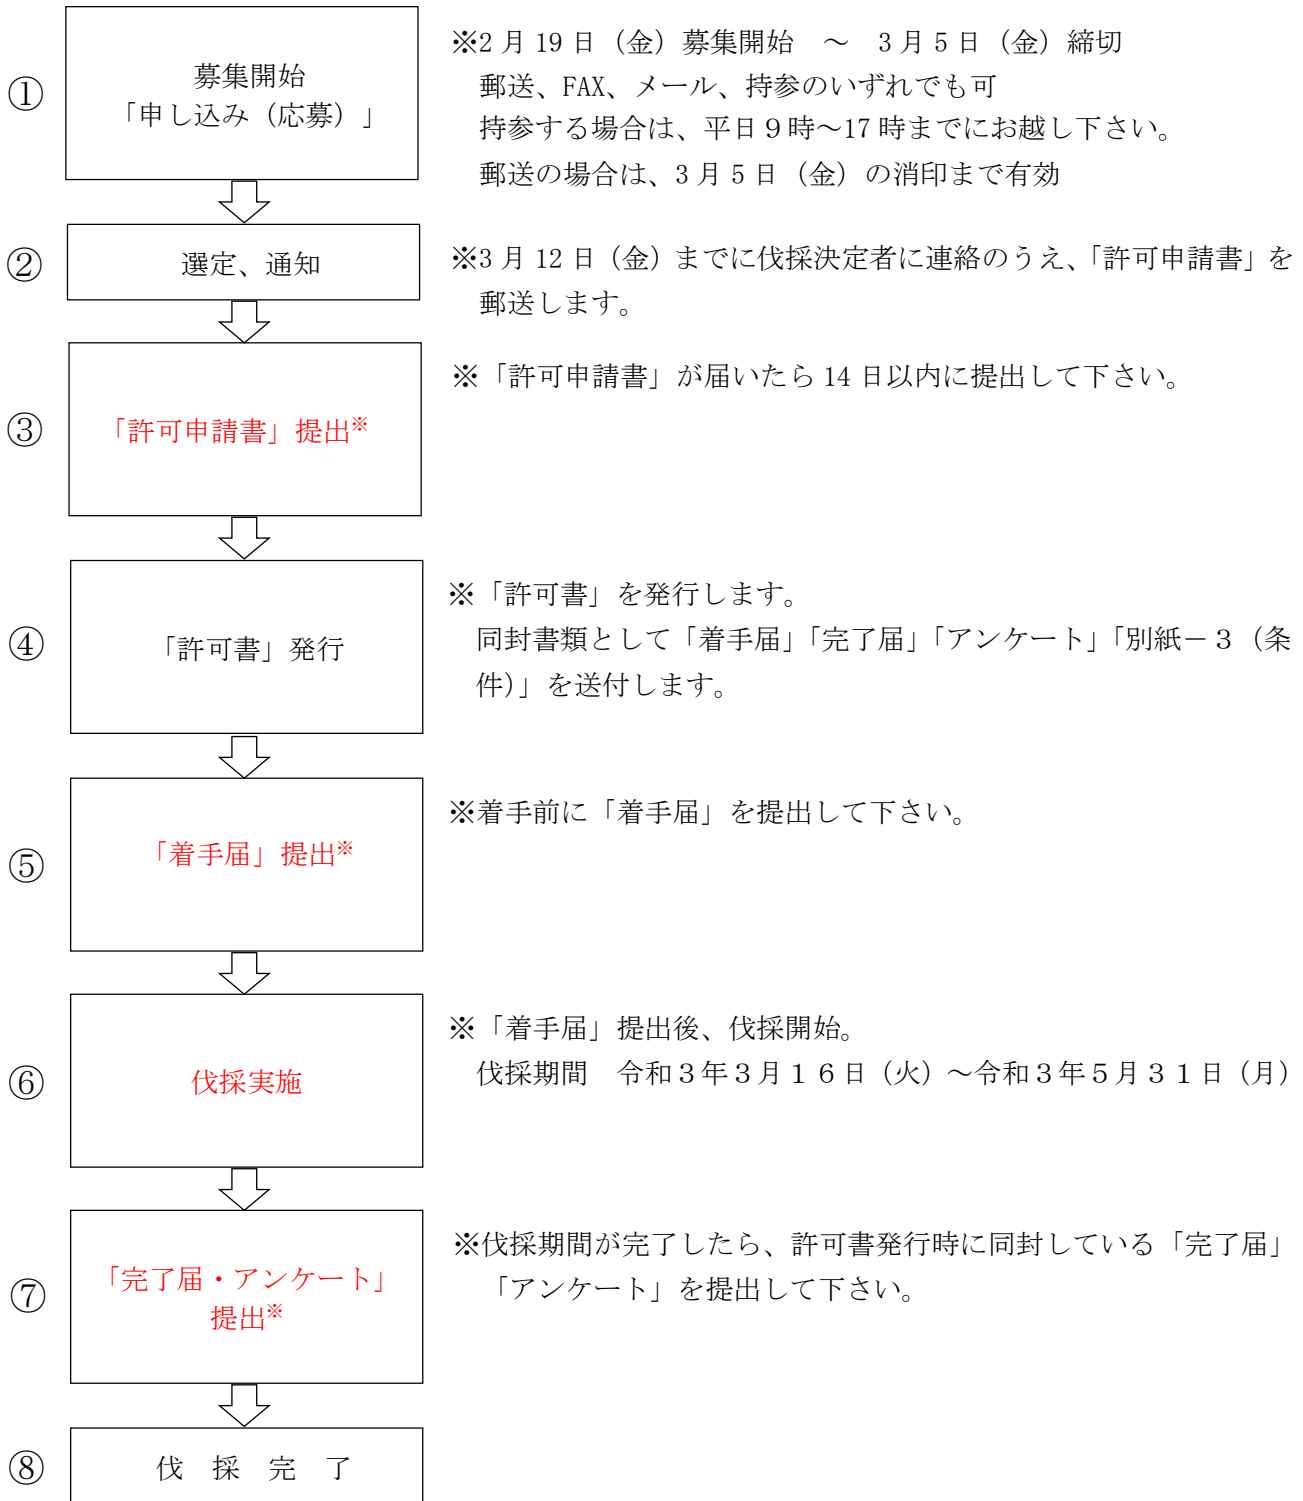 ①
募集開始
「申し込み（応募）」
※2 月 19 日（金）募集開始　～　3 月 5 日（金）締切
郵送、FAX、メール、持参のいずれでも可
持参する場合は、平日９時～17 時までにお越し下さい。
郵送の場合は、3 月 5 日（金）の消印まで有効
②
選定、通知
※3 月 12 日（金）までに伐採決定者に連絡のうえ、「許可申請書」を
郵送します。
③
「許可申請書」提出※
※「許可申請書」が届いたら 14 日以内に提出して下さい。
④
「許可書」発行
※「許可書」を発行します。
同封書類として「着手届」「完了届」「アンケート」「別紙－３（条
件）」を送付します。
⑤
「着手届」提出※
※着手前に「着手届」を提出して下さい。
⑥
伐採実施
※「着手届」提出後、伐採開始。
伐採期間　令和３年３月１６日（火）～令和３年５月３１日（月）
⑦
「完了届・アンケート」
提出※
※伐採期間が完了したら、許可書発行時に同封している「完了届」
「アンケート」を提出して下さい。
⑧
伐　採　完　了